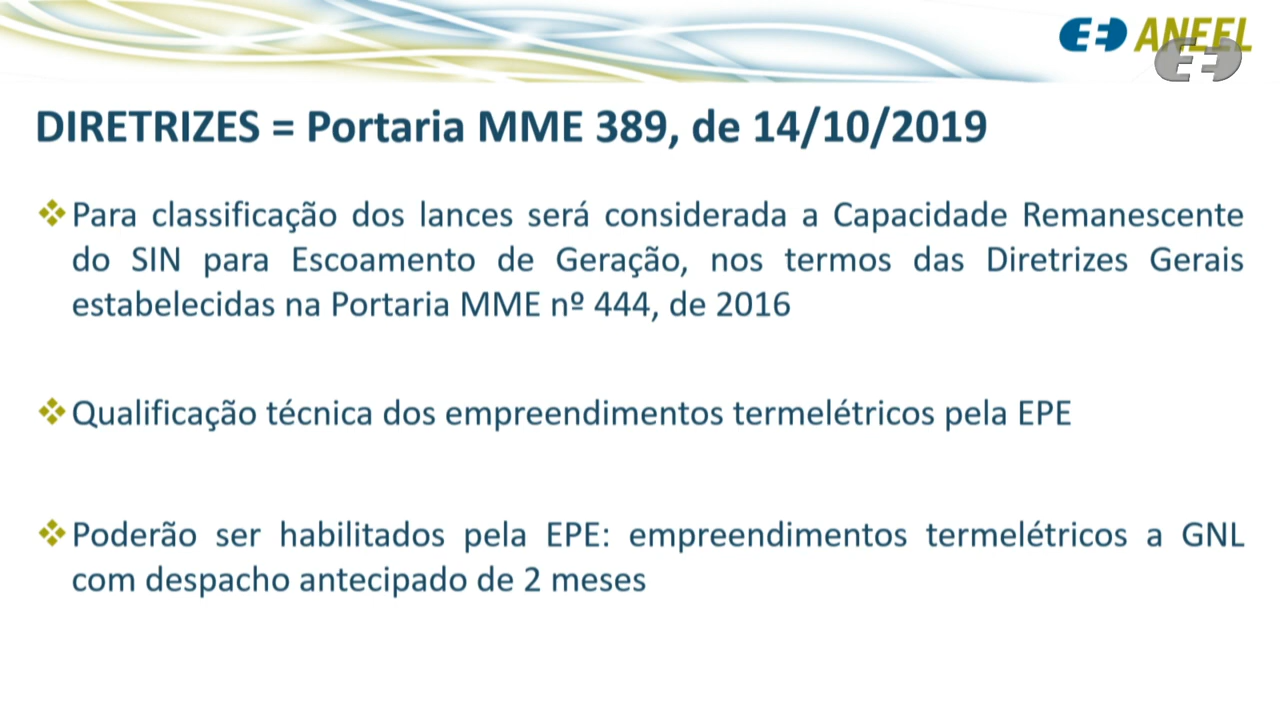 ANEEL
DIRETRIZES = Portaria MME 389, de 14/10/2019
Para classificação dos lances será considerada a Capacidade Remanescente
do SIN para Escoamento de Geração, nos termos das Diretrizes Gerais
estabelecidas na Portaria MME nº 444, de 2016
Qualificação técnica dos empreendimentos termelétricos pela EPE
Poderão ser habilitados pela EPE: empreendimentos termelétricos a GNL
com despacho antecipado de 2 meses